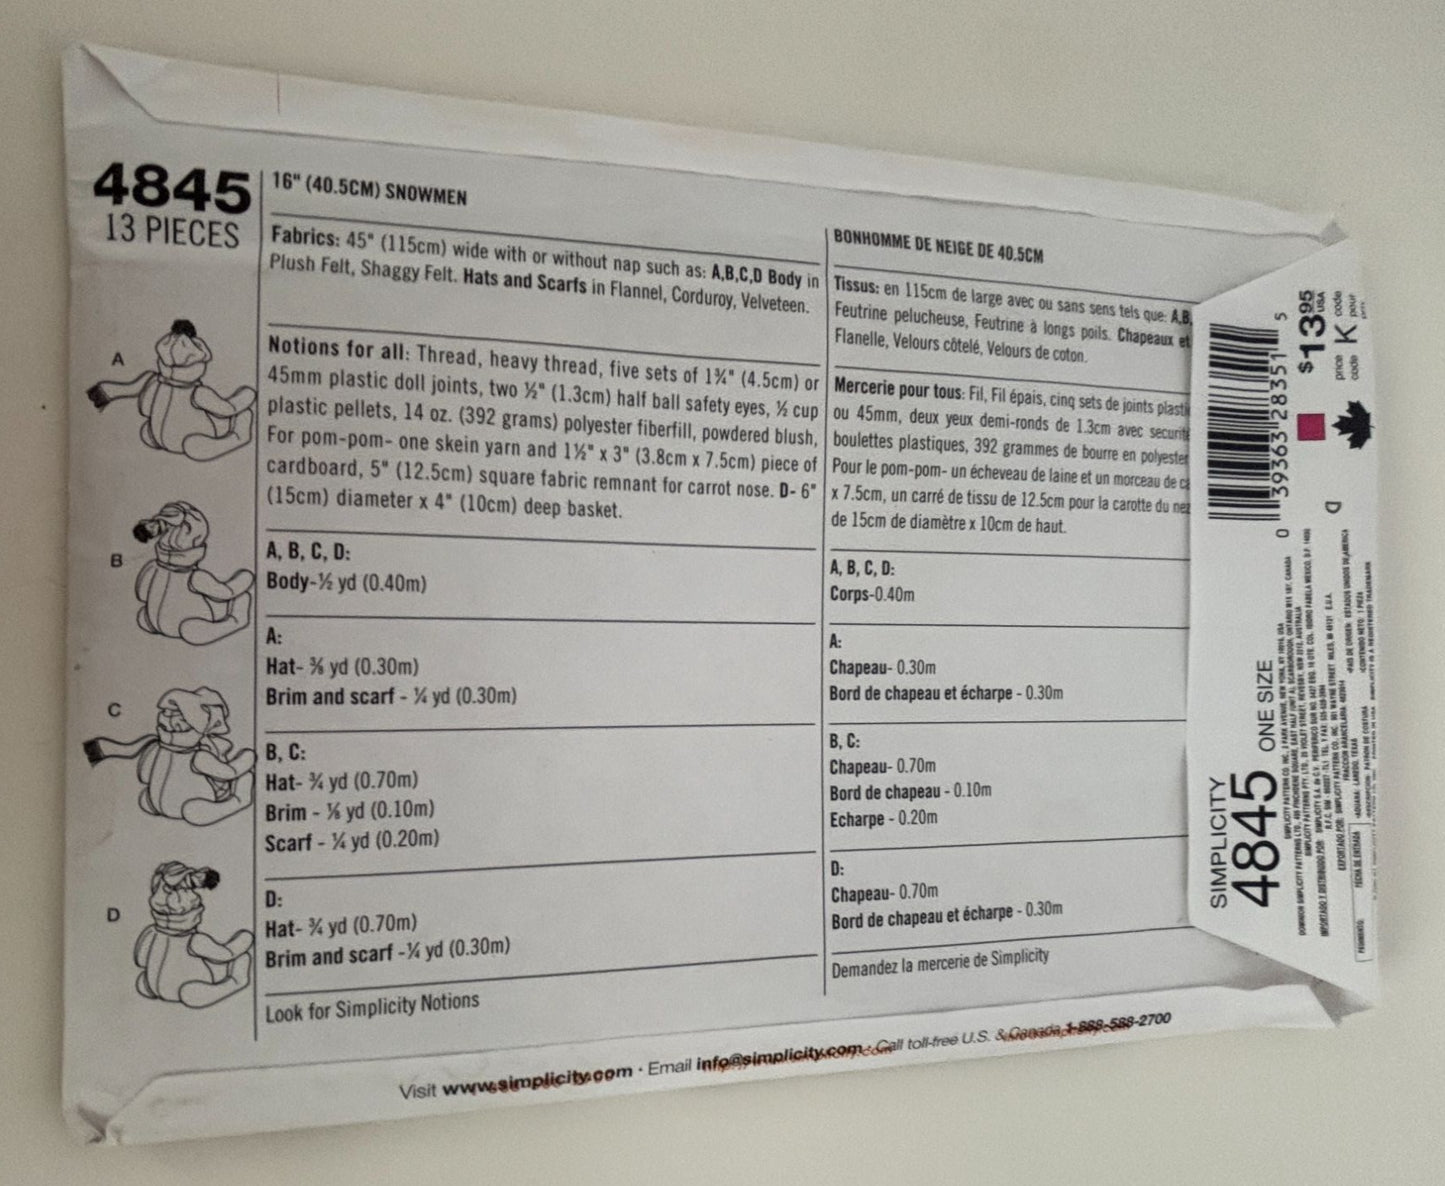 4845
13 PIECES
A
B
C
D
16" (40.5CM) SNOWMEN
Fabrics: 45" (115cm) wide with or without nap such as: A,B,C,D Body in
Plush Felt, Shaggy Felt. Hats and Scarfs in Flannel, Corduroy, Velveteen.
Notions for all: Thread, heavy thread, five sets of 1¾" (4.5cm) or
45mm plastic doll joints, two ½" (1.3cm) half ball safety eyes, ½ cup
plastic pellets, 14 oz. (392 grams) polyester fiberfill, powdered blush,
For pom-pom- one skein yarn and 1½" x 3" (3.8cm x 7.5cm) piece of
cardboard, 5" (12.5cm) square fabric remnant for carrot nose. D- 6"
(15cm) diameter x 4" (10cm) deep basket.
A, B, C, D:
Body-½ yd (0.40m)
A:
Hat- ⅜ yd (0.30m)
Brim and scarf - ¼ yd (0.30m)
B, C:
Hat- ¾ yd (0.70m)
Brim - ⅛ yd (0.10m)
Scarf - ¼ yd (0.20m)
D:
Hat- ¾ yd (0.70m)
Brim and scarf -¼ yd (0.30m)
Look for Simplicity Notions
BONHOMME DE NEIGE DE 40.5CM
Tissus: en 115cm de large avec ou sans sens tels que: A,B,
Feutrine pelucheuse, Feutrine à longs poils. Chapeaux et
Flanelle, Velours côtelé, Velours de coton.
Mercerie pour tous: Fil, Fil épais, cinq sets de joints plasti
ou 45mm, deux yeux demi-ronds de 1.3cm avec securité
boulettes plastiques, 392 grammes de bourre en polyester
Pour le pom-pom- un écheveau de laine et un morceau de ca
x 7.5cm, un carré de tissu de 12.5cm pour la carotte du nez
de 15cm de diamètre x 10cm de haut.
A, B, C, D:
Corps-0.40m
A:
Chapeau- 0.30m
Bord de chapeau et écharpe - 0.30m
B, C:
Chapeau- 0.70m
Bord de chapeau - 0.10m
Echarpe - 0.20m
D:
Chapeau- 0.70m
Bord de chapeau et écharpe - 0.30m
Demandez la mercerie de Simplicity
Visit www.simplicity.com · Email info@simplicity.com · Call toll-free U.S. & Canada 1-888-588-2700
SIMPLICITY
4845 ONE SIZE
0 39363 28351 5
$13.95 USA
price code
K
code pour prix
D